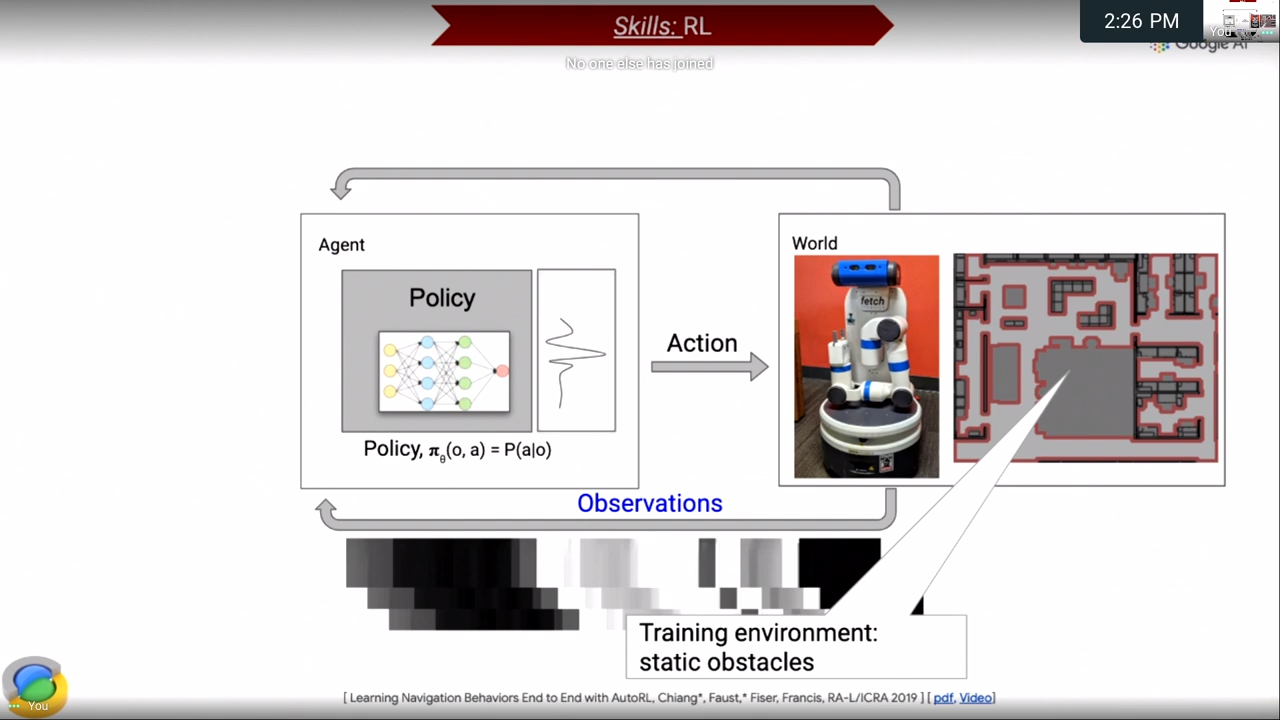 Skills: RL
2:26 PM
You
Google AI
No one else has joined
Agent
World
Policy
fetch
Action
Policy, πθ(o, a) = P(a|o)
Observations
Training environment:
static obstacles
[ Learning Navigation Behaviors End to End with AutoRL, Chiang*, Faust,* Fiser, Francis, RA-L/ICRA 2019 ] [ pdf, Video]
You